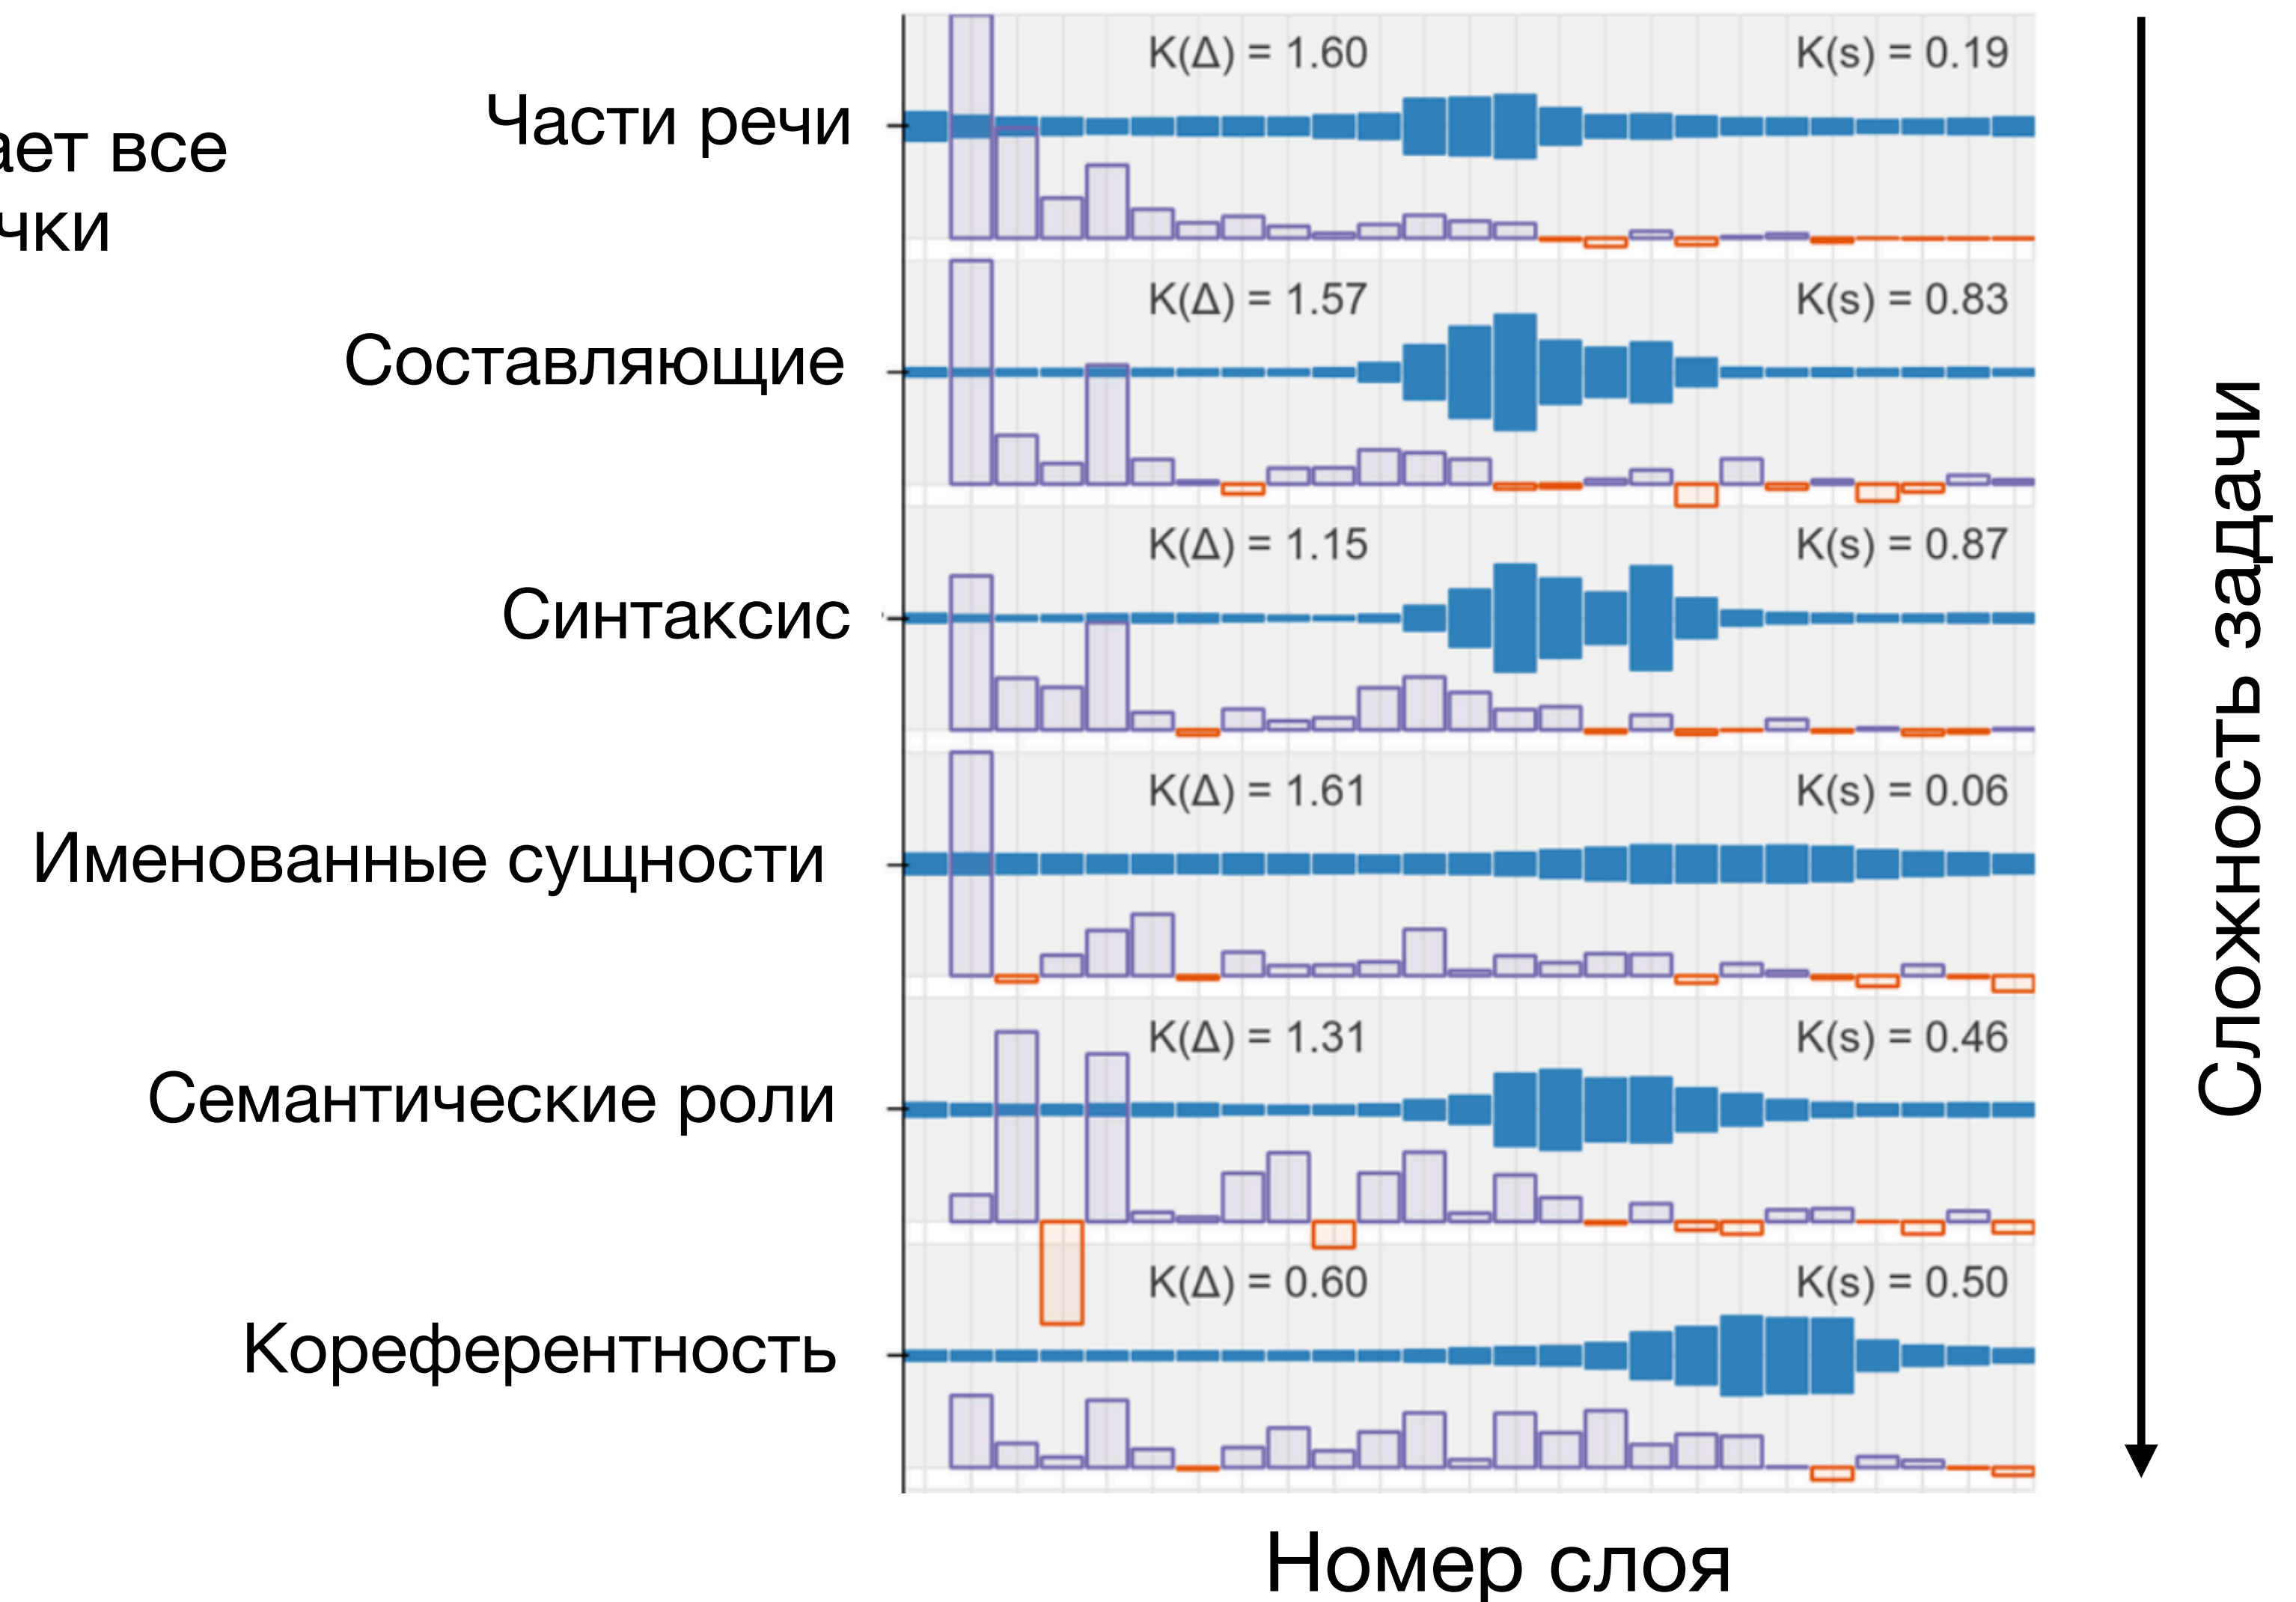 ает все
чки
Части речи
K(Δ) = 1.60
K(s) = 0.19
Составляющие
K(Δ) = 1.57
K(s) = 0.83
Синтаксис
K(Δ) = 1.15
K(s) = 0.87
Именованные сущности
K(Δ) = 1.61
K(s) = 0.06
Семантические роли
K(Δ) = 1.31
K(s) = 0.46
Кореферентность
K(Δ) = 0.60
K(s) = 0.50
Номер слоя
Сложность задачи